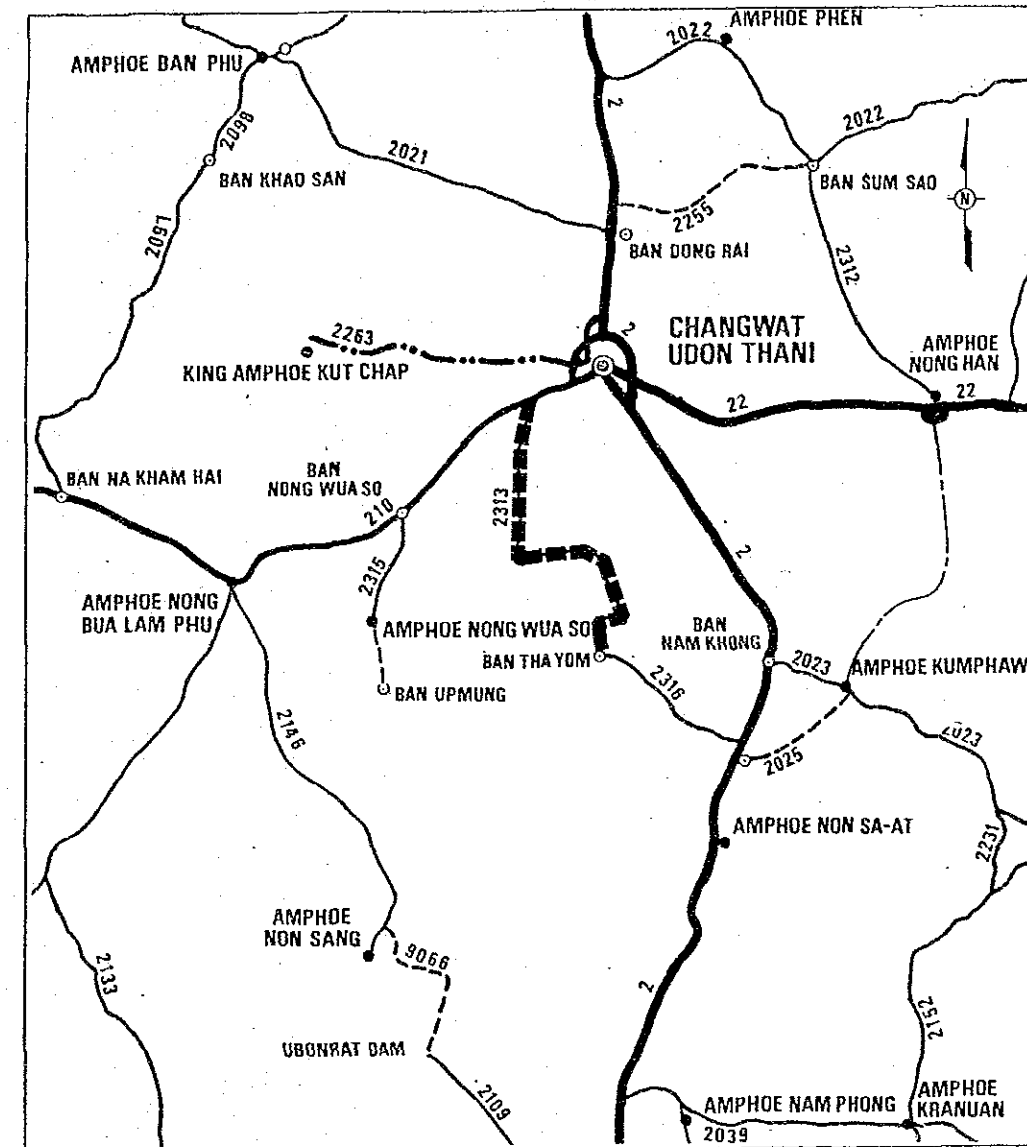 AMPHOE PHEN
2022
AMPHOE BAN PHU
2
2098
2022
2021
BAN KHAO SAN
BAN SUM SAO
N
2255
2097
BAN DONG RAI
2312
2263
2
CHANGWAT
UDON THANI
AMPHOE
NONG HAN
KING AMPHOE KUT CHAP
22
22
BAN NA KHAM HAI
BAN
NONG WUA SO
210
2313
2
2315
AMPHOE NONG
BUA LAM PHU
AMPHOE NONG WUA SO
BAN
NAM KHONG
BAN THA YOM
2023
AMPHOE KUMPHAW
BAN UPMUNG
2316
2146
2023
2025
AMPHOE NON SA-AT
2231
AMPHOE
NON SANG
9066
2133
2
2152
UBONRAT DAM
2109
AMPHOE NAM PHONG
AMPHOE
KRANUAN
2039